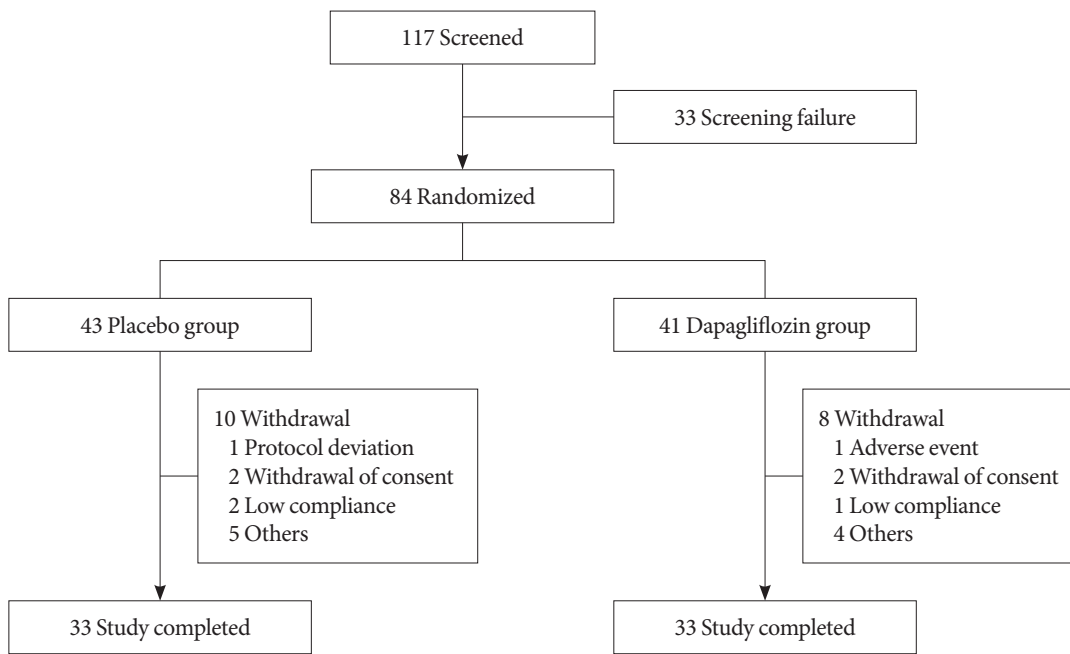 117 Screened
33 Screening failure
84 Randomized
43 Placebo group
41 Dapagliflozin group
10 Withdrawal
1 Protocol deviation
2 Withdrawal of consent
2 Low compliance
5 Others
8 Withdrawal
1 Adverse event
2 Withdrawal of consent
1 Low compliance
4 Others
33 Study completed
33 Study completed